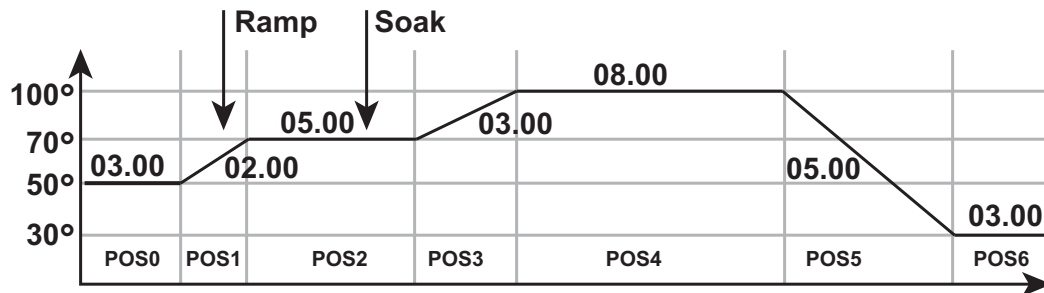 Ramp Soak
100° 08.00
70° 05.00 03.00
03.00 02.00 05.00
50°
30° 03.00
POS0 POS1 POS2 POS3 POS4 POS5 POS6